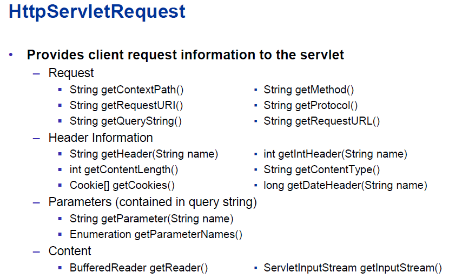 HttpServletRequest
• Provides client request information to the servlet
– Request
▪ String getContextPath() ▪ String getMethod()
▪ String getRequestURI() ▪ String getProtocol()
▪ String getQueryString() ▪ String getRequestURL()
– Header Information
▪ String getHeader(String name) ▪ int getIntHeader(String name)
▪ int getContentLength() ▪ String getContentType()
▪ Cookie[] getCookies() ▪ long getDateHeader(String name)
– Parameters (contained in query string)
▪ String getParameter(String name)
▪ Enumeration getParameterNames()
– Content
▪ BufferedReader getReader() ▪ ServletInputStream getInputStream()